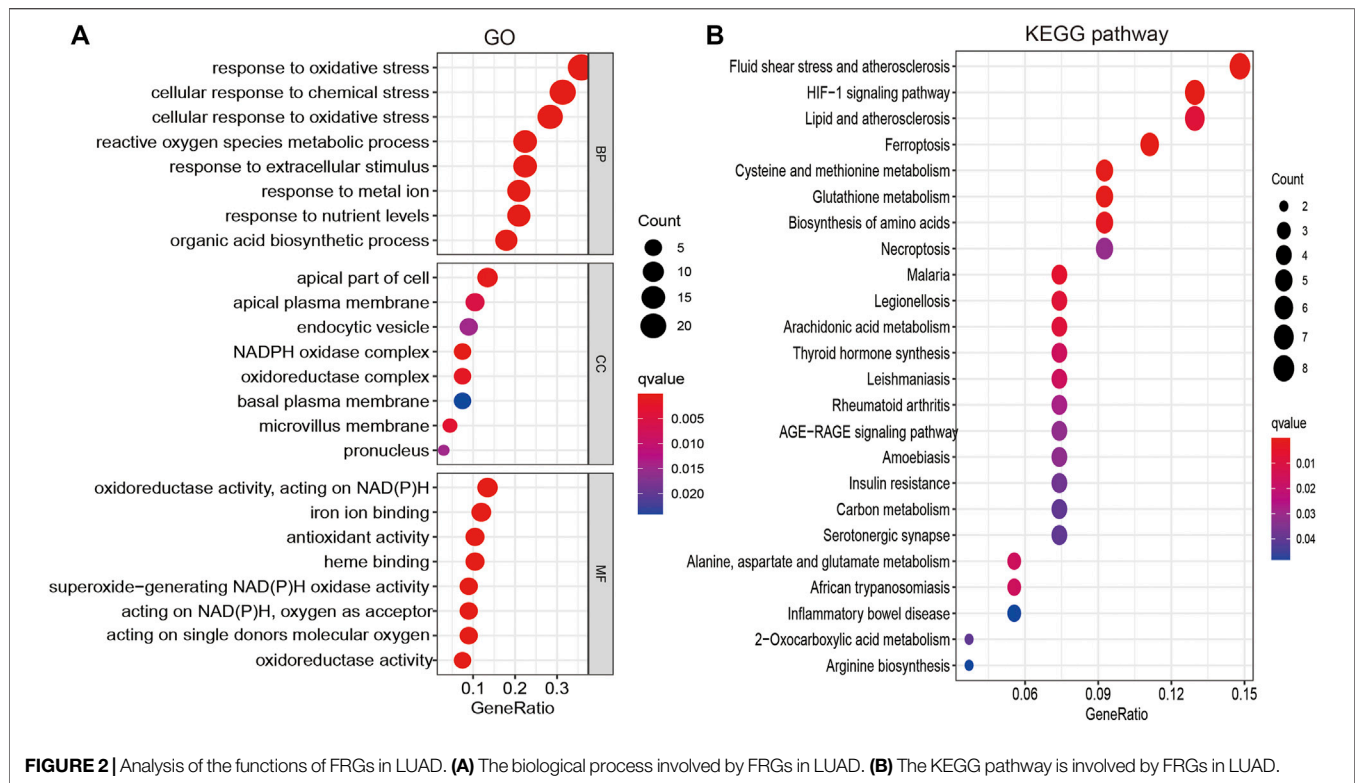 A
GO
response to oxidative stress
cellular response to chemical stress
cellular response to oxidative stress
reactive oxygen species metabolic process
response to extracellular stimulus
response to metal ion
response to nutrient levels
organic acid biosynthetic process
BP
apical part of cell
apical plasma membrane
endocytic vesicle
NADPH oxidase complex
oxidoreductase complex
basal plasma membrane
microvillus membrane
pronucleus
CC
oxidoreductase activity, acting on NAD(P)H
iron ion binding
antioxidant activity
heme binding
superoxide−generating NAD(P)H oxidase activity
acting on NAD(P)H, oxygen as acceptor
acting on single donors molecular oxygen
oxidoreductase activity
MF
0.1 0.2 0.3
GeneRatio
Count
5
10
15
20
qvalue
0.005
0.010
0.015
0.020
B
KEGG pathway
Fluid shear stress and atherosclerosis
HIF−1 signaling pathway
Lipid and atherosclerosis
Ferroptosis
Cysteine and methionine metabolism
Glutathione metabolism
Biosynthesis of amino acids
Necroptosis
Malaria
Legionellosis
Arachidonic acid metabolism
Thyroid hormone synthesis
Leishmaniasis
Rheumatoid arthritis
AGE−RAGE signaling pathway
Amoebiasis
Insulin resistance
Carbon metabolism
Serotonergic synapse
Alanine, aspartate and glutamate metabolism
African trypanosomiasis
Inflammatory bowel disease
2−Oxocarboxylic acid metabolism
Arginine biosynthesis
0.06 0.09 0.12 0.15
GeneRatio
Count
2
3
4
5
6
7
8
qvalue
0.01
0.02
0.03
0.04
FIGURE 2 | Analysis of the functions of FRGs in LUAD. (A) The biological process involved by FRGs in LUAD. (B) The KEGG pathway is involved by FRGs in LUAD.